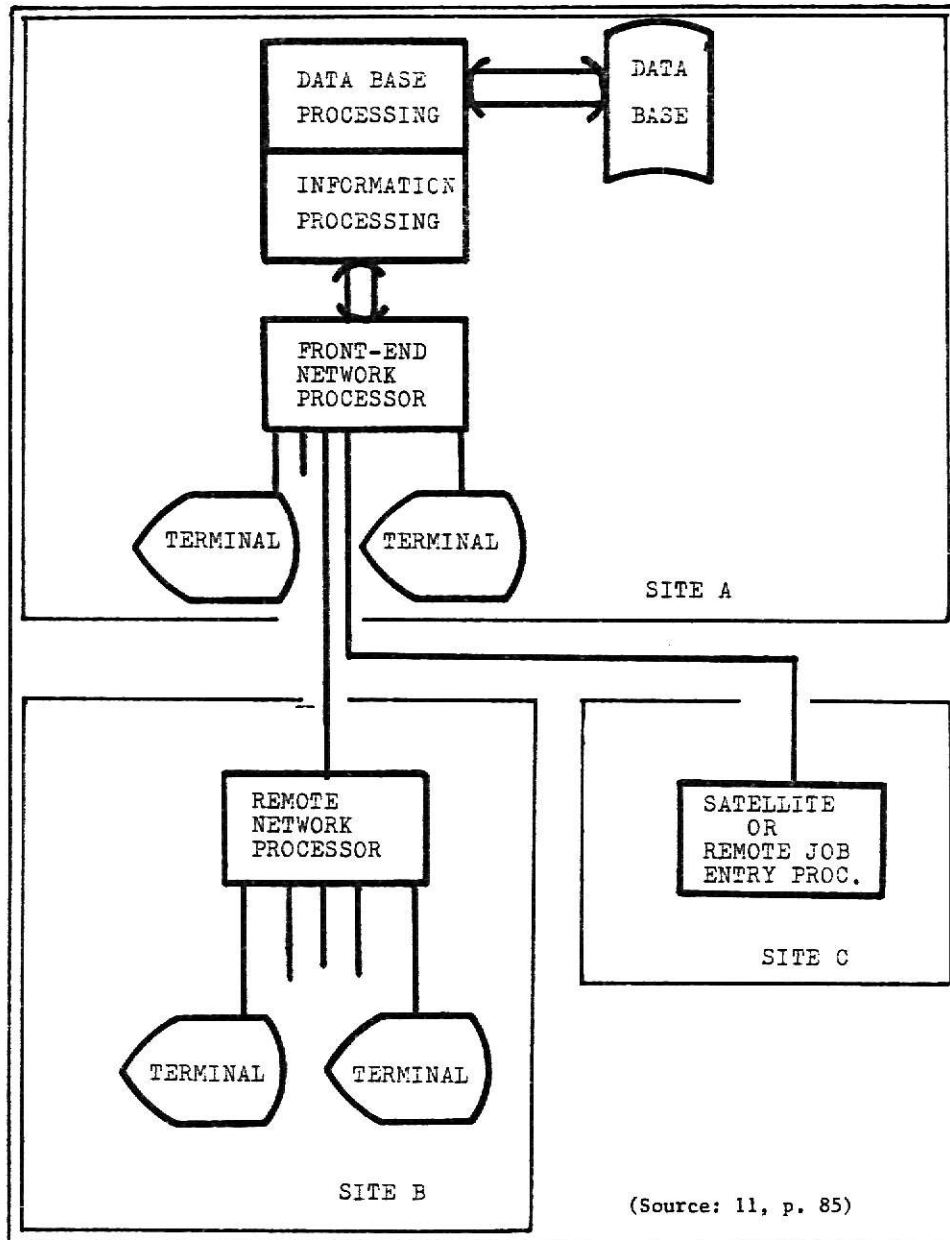 DATA BASE
PROCESSING
DATA
BASE
INFORMATION
PROCESSING
FRONT-END
NETWORK
PROCESSOR
TERMINAL
TERMINAL
SITE A
REMOTE
NETWORK
PROCESSOR
SATELLITE
OR
REMOTE JOB
ENTRY PROC.
SITE C
TERMINAL
TERMINAL
SITE B
(Source: 11, p. 85)